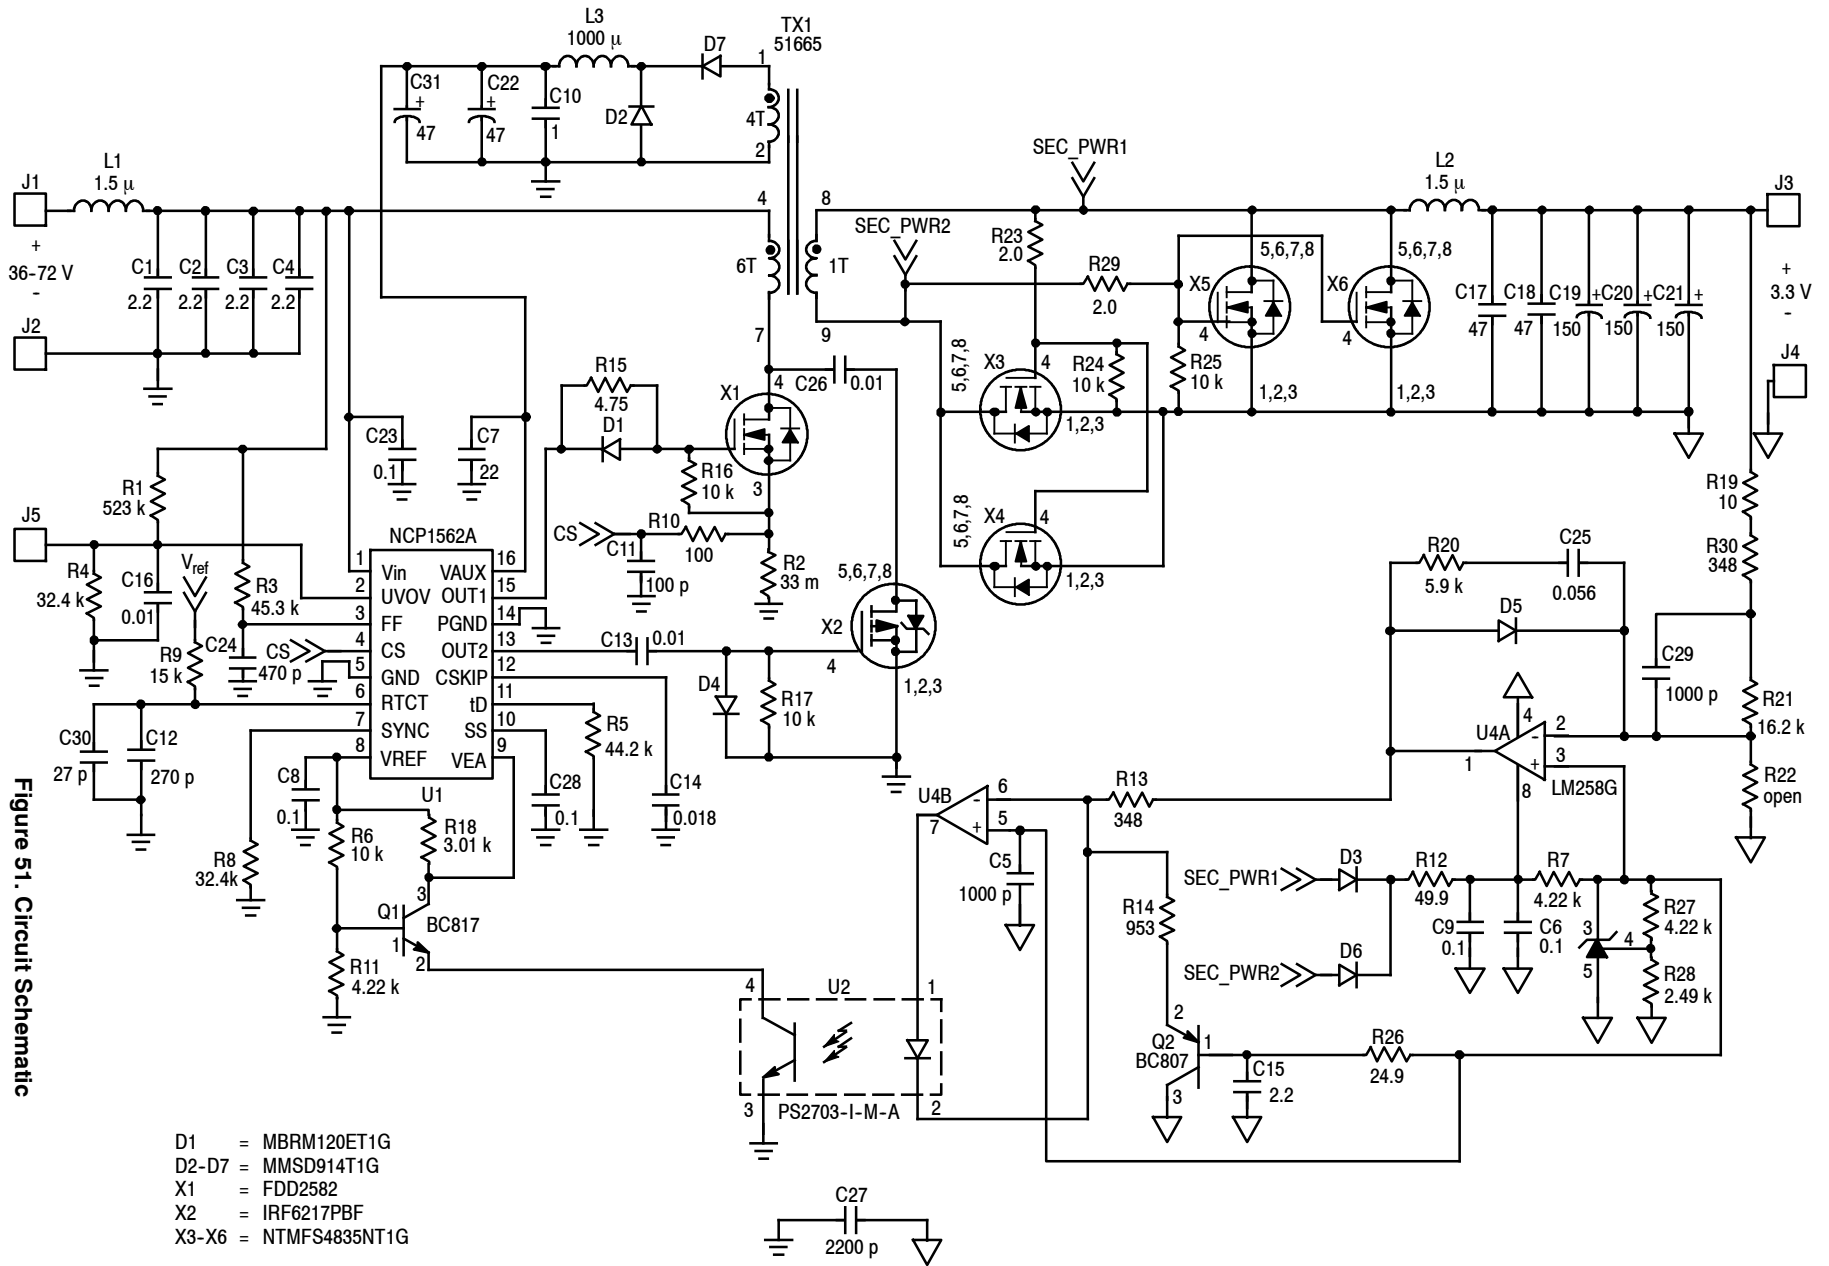 L3
1000 μ
D7
1
TX1
51665
C31
+
47
C22
+
47
C10
1
D2
4T
2
L1
1.5 μ
J1
+
36-72 V
-
J2
C1
2.2
C2
2.2
C3
2.2
C4
2.2
4
8
6T
1T
7
9
SEC_PWR1
SEC_PWR2
R23
2.0
R29
2.0
L2
1.5 μ
J3
+
3.3 V
-
J4
5,6,7,8
X5
4
1,2,3
5,6,7,8
X6
4
1,2,3
C17
47
C18
47
C19
+
150
C20
+
150
C21
+
150
R24
10 k
R25
10 k
5,6,7,8
X3
4
1,2,3
5,6,7,8
X4
4
1,2,3
R15
4.75
D1
X1
4
3
C26
0.01
R16
10 k
CS
R10
100
C11
100 p
R2
33 m
C23
0.1
C7
22
R1
523 k
J5
R4
32.4 k
C16
0.01
Vref
R3
45.3 k
R9
15 k
C24
470 p
CS
NCP1562A
1
Vin
VAUX
16
2
UVOV
OUT1
15
3
FF
PGND
14
4
CS
OUT2
13
5
GND
CSKIP
12
6
RTCT
tD
11
7
SYNC
SS
10
8
VREF
VEA
9
U1
C13
0.01
5,6,7,8
X2
4
1,2,3
D4
R17
10 k
R5
44.2 k
C28
0.1
C14
0.018
C30
27 p
C12
270 p
C8
0.1
R6
10 k
R18
3.01 k
R8
32.4k
Q1
3
1
2
BC817
R11
4.22 k
U2
4
1
3
2
PS2703-I-M-A
U4B
6
-
5
+
7
C5
1000 p
R13
348
R14
953
2
Q2
BC807
1
3
C15
2.2
R26
24.9
SEC_PWR1
D3
SEC_PWR2
D6
R12
49.9
C9
0.1
C6
0.1
R7
4.22 k
3
4
5
R27
4.22 k
R28
2.49 k
R20
5.9 k
C25
0.056
D5
C29
1000 p
R19
10
R30
348
R21
16.2 k
R22
open
U4A
4
2
-
3
+
1
8
LM258G
D1 = MBRM120ET1G
D2-D7 = MMSD914T1G
X1 = FDD2582
X2 = IRF6217PBF
X3-X6 = NTMFS4835NT1G
C27
2200 p
Figure 51. Circuit Schematic